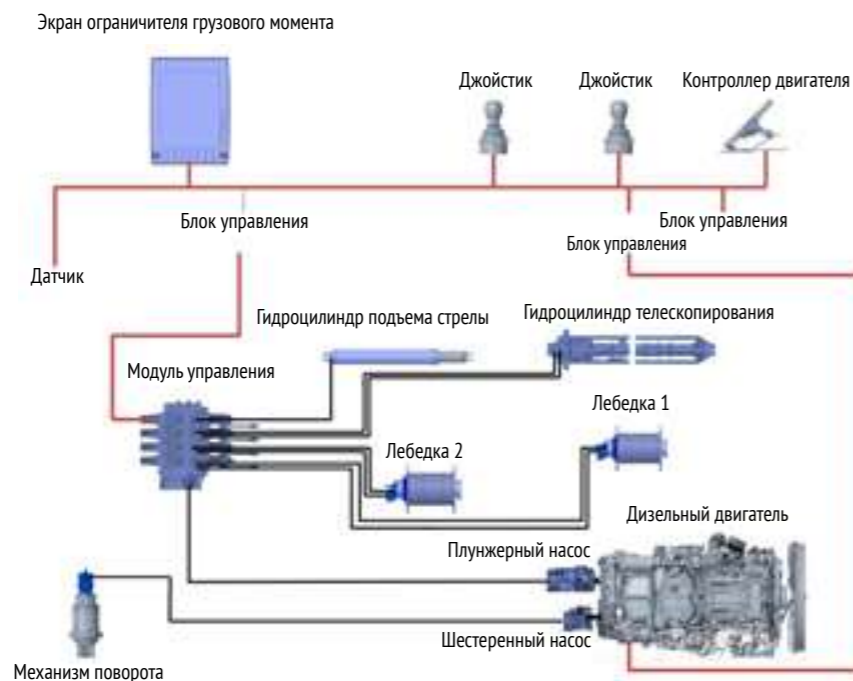 Экран ограничителя грузового момента
Джойстик
Джойстик
Контроллер двигателя
Блок управления
Блок управления
Блок управления
Датчик
Гидроцилиндр подъема стрелы
Гидроцилиндр телескопирования
Модуль управления
Лебедка 1
Лебедка 2
Дизельный двигатель
Плунжерный насос
Шестеренный насос
Механизм поворота